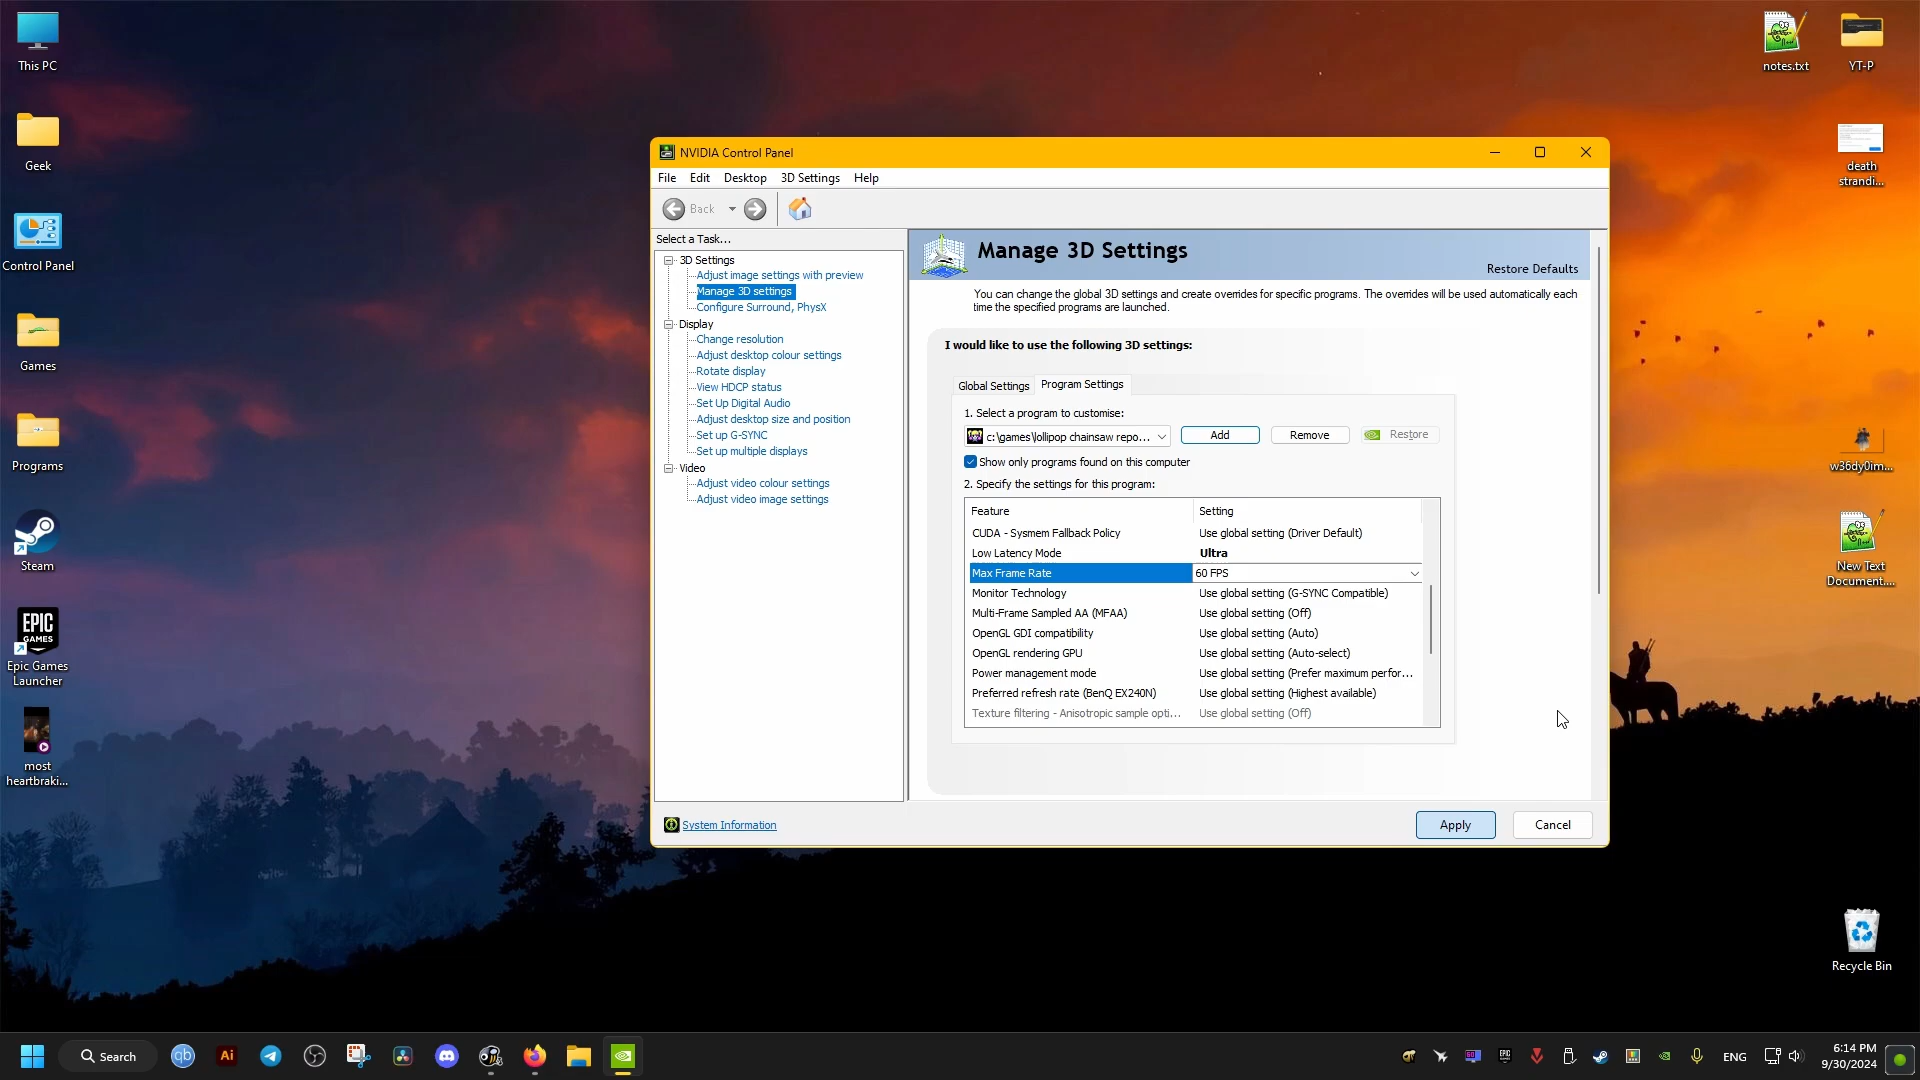 This PC
Geek
Control Panel
Games
Programs
Steam
EPIC
GAMES
Epic Games
Launcher
most
heartbraki...
notes.txt
YT-P
death
strandi...
w36dy0im...
New Text
Document....
Recycle Bin
NVIDIA Control Panel
File Edit Desktop 3D Settings Help
Back
Select a Task...
3D Settings
Adjust image settings with preview
Manage 3D settings
Configure Surround, PhysX
Display
Change resolution
Adjust desktop colour settings
Rotate display
View HDCP status
Set Up Digital Audio
Adjust desktop size and position
Set up G-SYNC
Set up multiple displays
Video
Adjust video colour settings
Adjust video image settings
System Information
Manage 3D Settings
Restore Defaults
You can change the global 3D settings and create overrides for specific programs. The overrides will be used automatically each
time the specified programs are launched.
I would like to use the following 3D settings:
Global Settings Program Settings
1. Select a program to customise:
c:\games\lollipop chainsaw repo... Add Remove Restore
Show only programs found on this computer
2. Specify the settings for this program:
Feature Setting
CUDA - Sysmem Fallback Policy Use global setting (Driver Default)
Low Latency Mode Ultra
Max Frame Rate 60 FPS
Monitor Technology Use global setting (G-SYNC Compatible)
Multi-Frame Sampled AA (MFAA) Use global setting (Off)
OpenGL GDI compatibility Use global setting (Auto)
OpenGL rendering GPU Use global setting (Auto-select)
Power management mode Use global setting (Prefer maximum perfor...
Preferred refresh rate (BenQ EX240N) Use global setting (Highest available)
Texture filtering - Anisotropic sample opti... Use global setting (Off)
Apply Cancel
Search
qb
Ai
EPIC
ENG
6:14 PM
9/30/2024